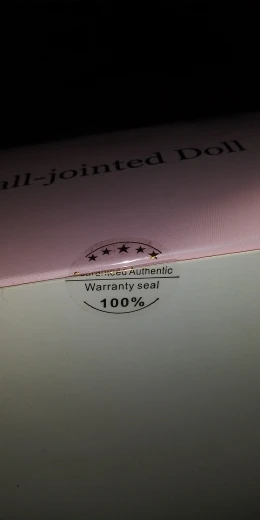 all-jointed Doll
Guaranteed Authentic
Warranty seal
100%